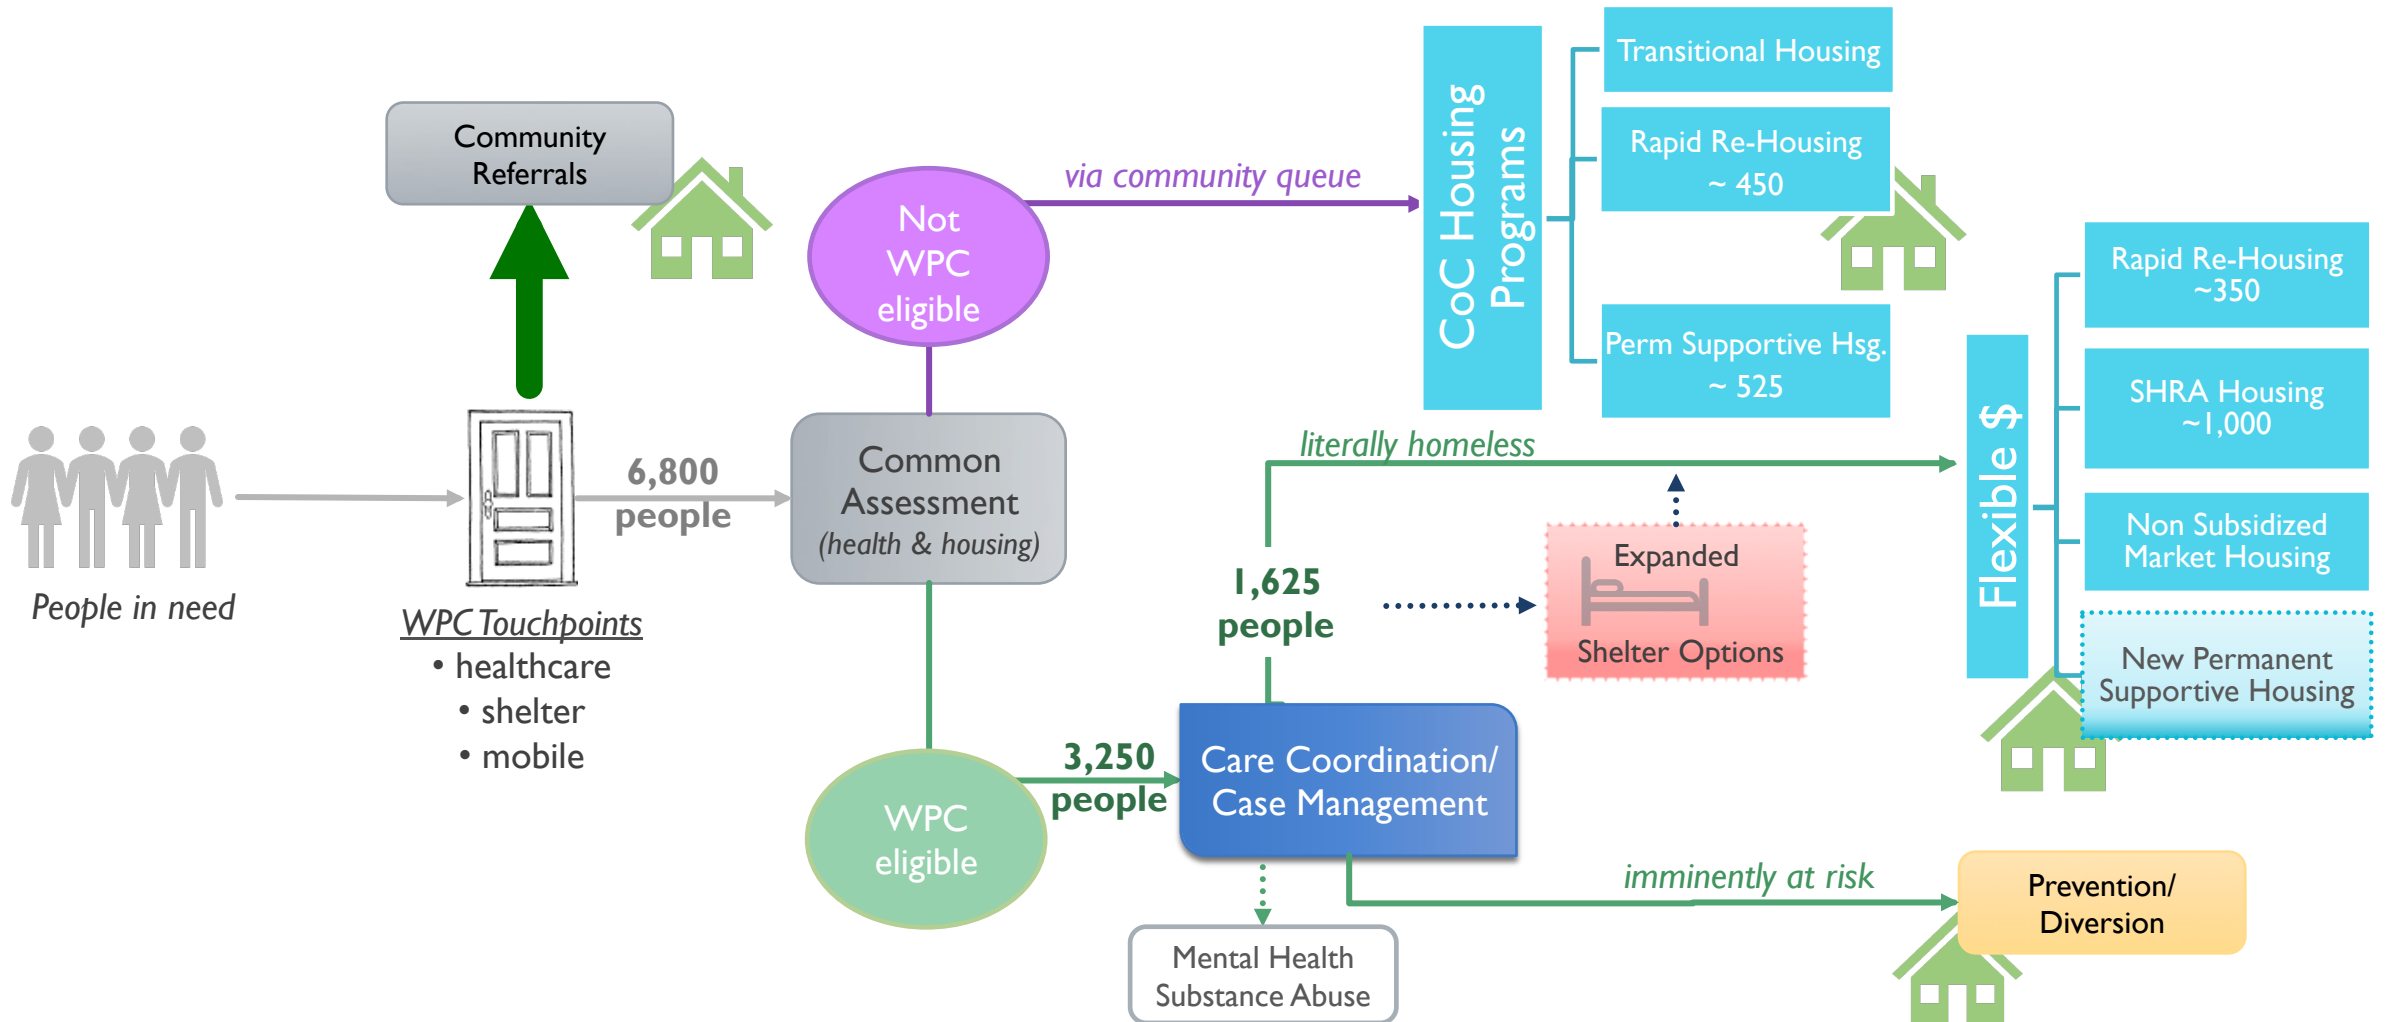 Community
Referrals
People in need
WPC Touchpoints
• healthcare
• shelter
• mobile
6,800
people
Common
Assessment
(health & housing)
Not
WPC
eligible
via community queue
CoC Housing
Programs
Transitional Housing
Rapid Re-Housing
~ 450
Perm Supportive Hsg.
~ 525
WPC
eligible
3,250
people
Care Coordination/
Case Management
Mental Health
Substance Abuse
1,625
people
literally homeless
Expanded
Shelter Options
Flexible $
Rapid Re-Housing
~350
SHRA Housing
~1,000
Non Subsidized
Market Housing
New Permanent
Supportive Housing
imminently at risk
Prevention/
Diversion